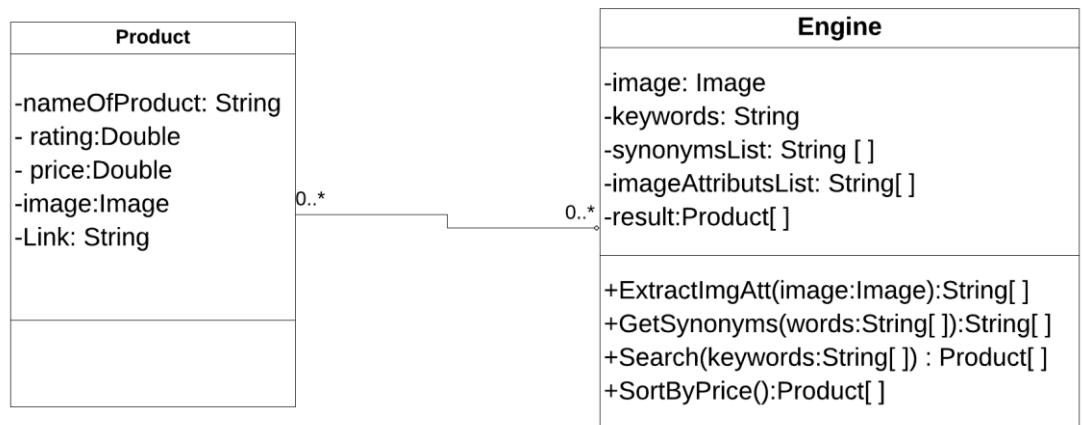 Product
-nameOfProduct: String
- rating:Double
- price:Double
-image:Image
-Link: String
0..*
0..*
Engine
-image: Image
-keywords: String
-synonymsList: String [ ]
-imageAttributsList: String[ ]
-result:Product[ ]
+ExtractImgAtt(image:Image):String[ ]
+GetSynonyms(words:String[ ]):String[ ]
+Search(keywords:String[ ]) : Product[ ]
+SortByPrice():Product[ ]